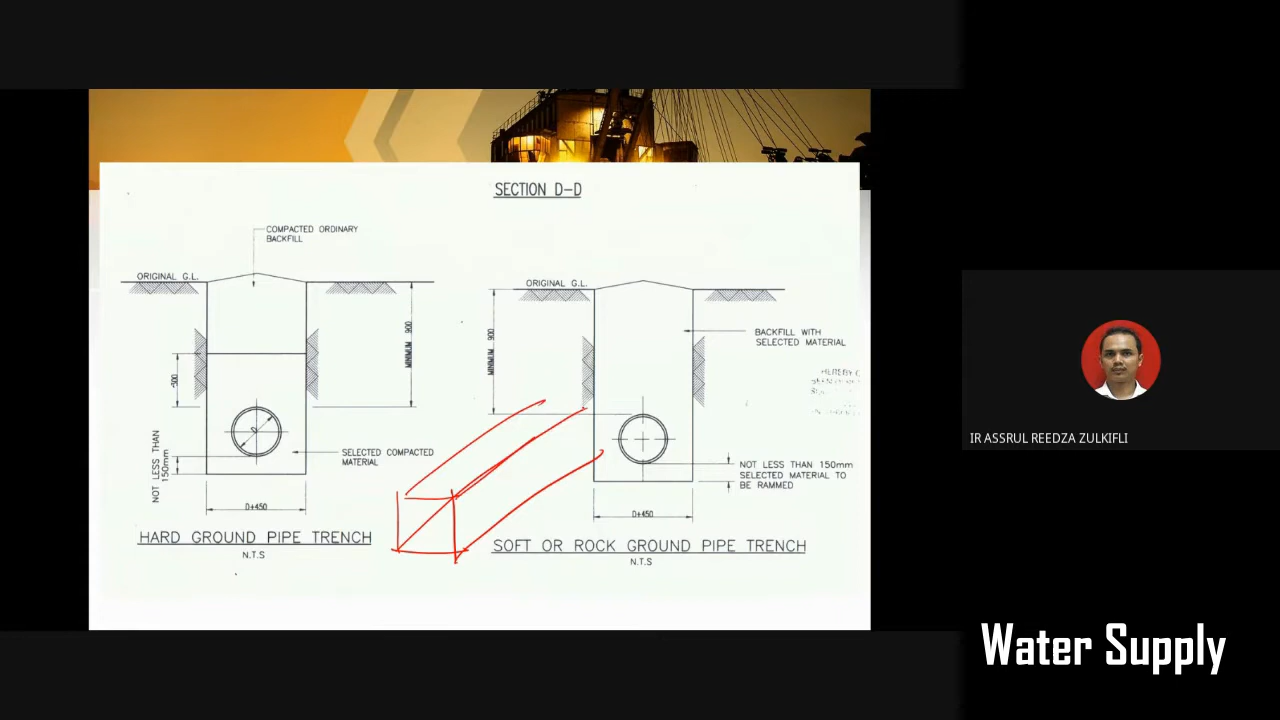 SECTION D-D
COMPACTED ORDINARY
BACKFILL
ORIGINAL G.L.
MINIMUM 900
300
NOT LESS THAN
150mm
D
SELECTED COMPACTED
MATERIAL
D+450
HARD GROUND PIPE TRENCH
N.T.S
ORIGINAL G.L.
MINIMUM 900
BACKFILL WITH
SELECTED MATERIAL
HEREBY C
NOT LESS THAN 150mm
SELECTED MATERIAL TO
BE RAMMED
D+450
SOFT OR ROCK GROUND PIPE TRENCH
N.T.S
IR ASSRUL REEDZA ZULKIFLI
Water Supply